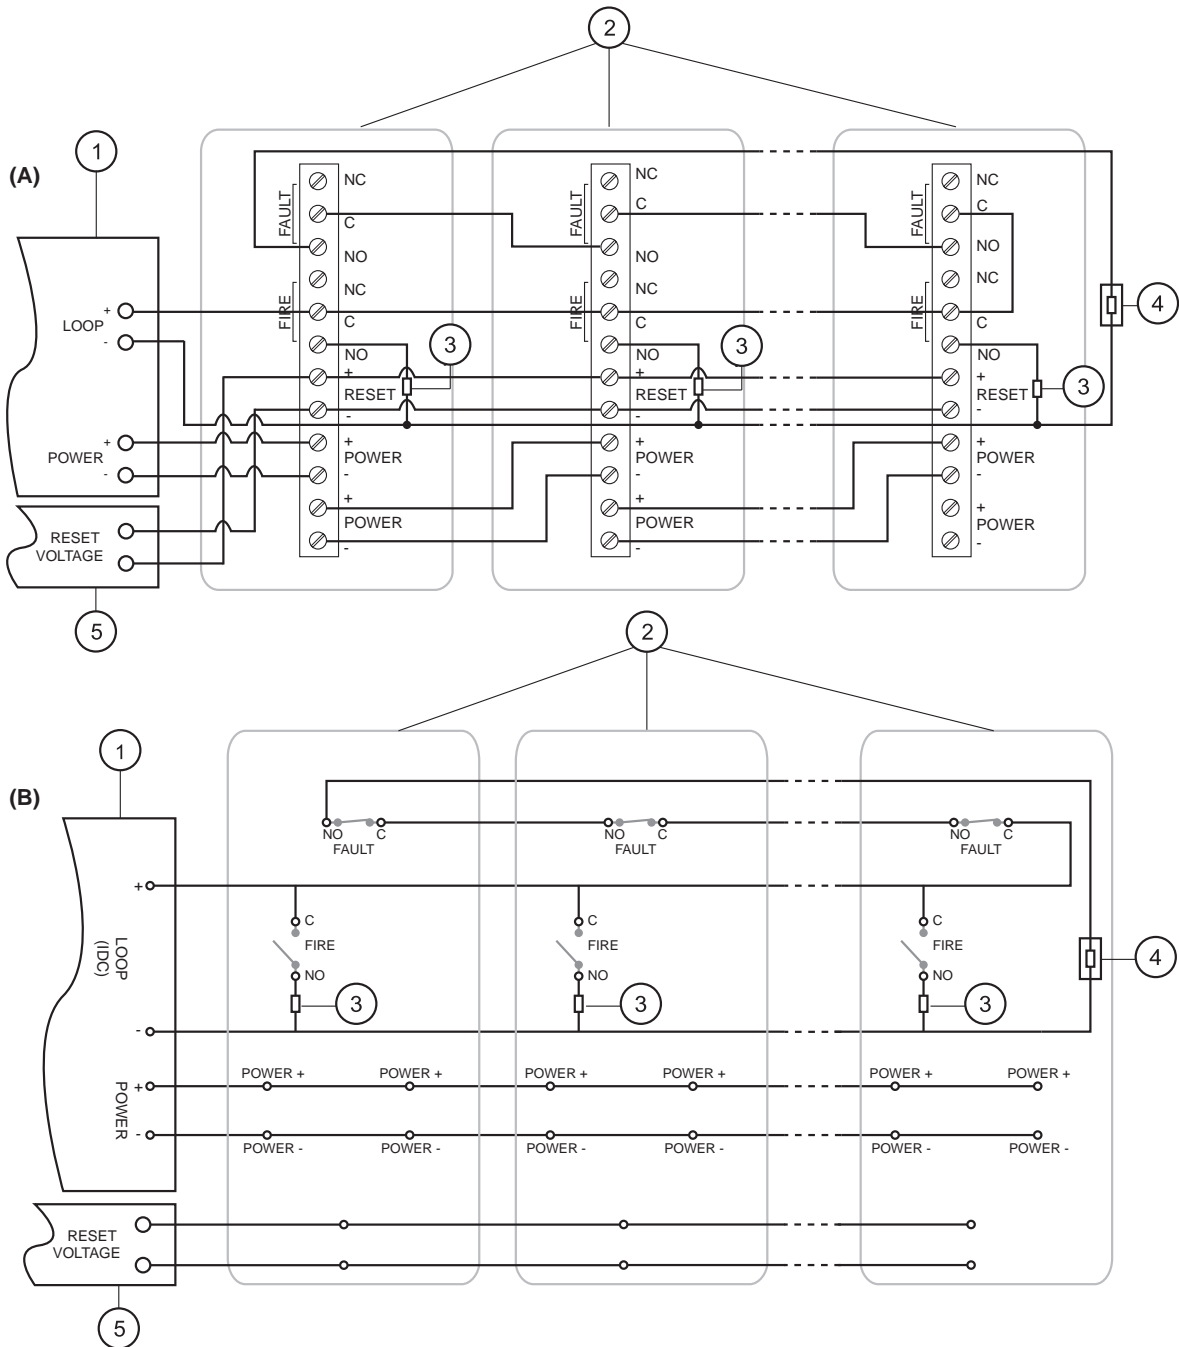 2
1
(A)
NC
C
NO
FAULT
NC
C
NO
FIRE
+
RESET
-
+
POWER
-
+
POWER
-
3
NC
C
NO
FAULT
NC
C
NO
FIRE
+
RESET
-
+
POWER
-
+
POWER
-
3
NC
C
NO
FAULT
NC
C
NO
FIRE
+
RESET
-
+
POWER
-
+
POWER
-
3
4
+
LOOP
-
+
POWER
-
RESET
VOLTAGE
5
2
1
(B)
NO C
FAULT
NO C
FAULT
NO C
FAULT
+
LOOP
(IDC)
-
C
FIRE
NO
3
C
FIRE
NO
3
C
FIRE
NO
3
4
+
POWER
-
POWER +
POWER +
POWER +
POWER +
POWER +
POWER +
POWER -
POWER -
POWER -
POWER -
POWER -
POWER -
RESET
VOLTAGE
5